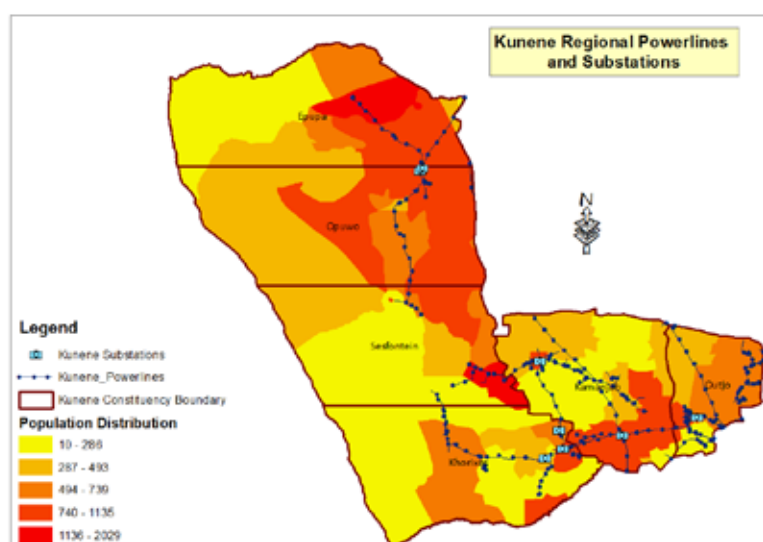 Kunene Regional Powerlines
and Substations
Epupa
N
Opuwo
Sesfontein
Kamanjab
Outjo
Khorixas
Legend
Kunene Substations
Kunene_Powerlines
Kunene Constituency Boundary
Population Distribution
10 - 286
287 - 493
494 - 739
740 - 1135
1136 - 2029